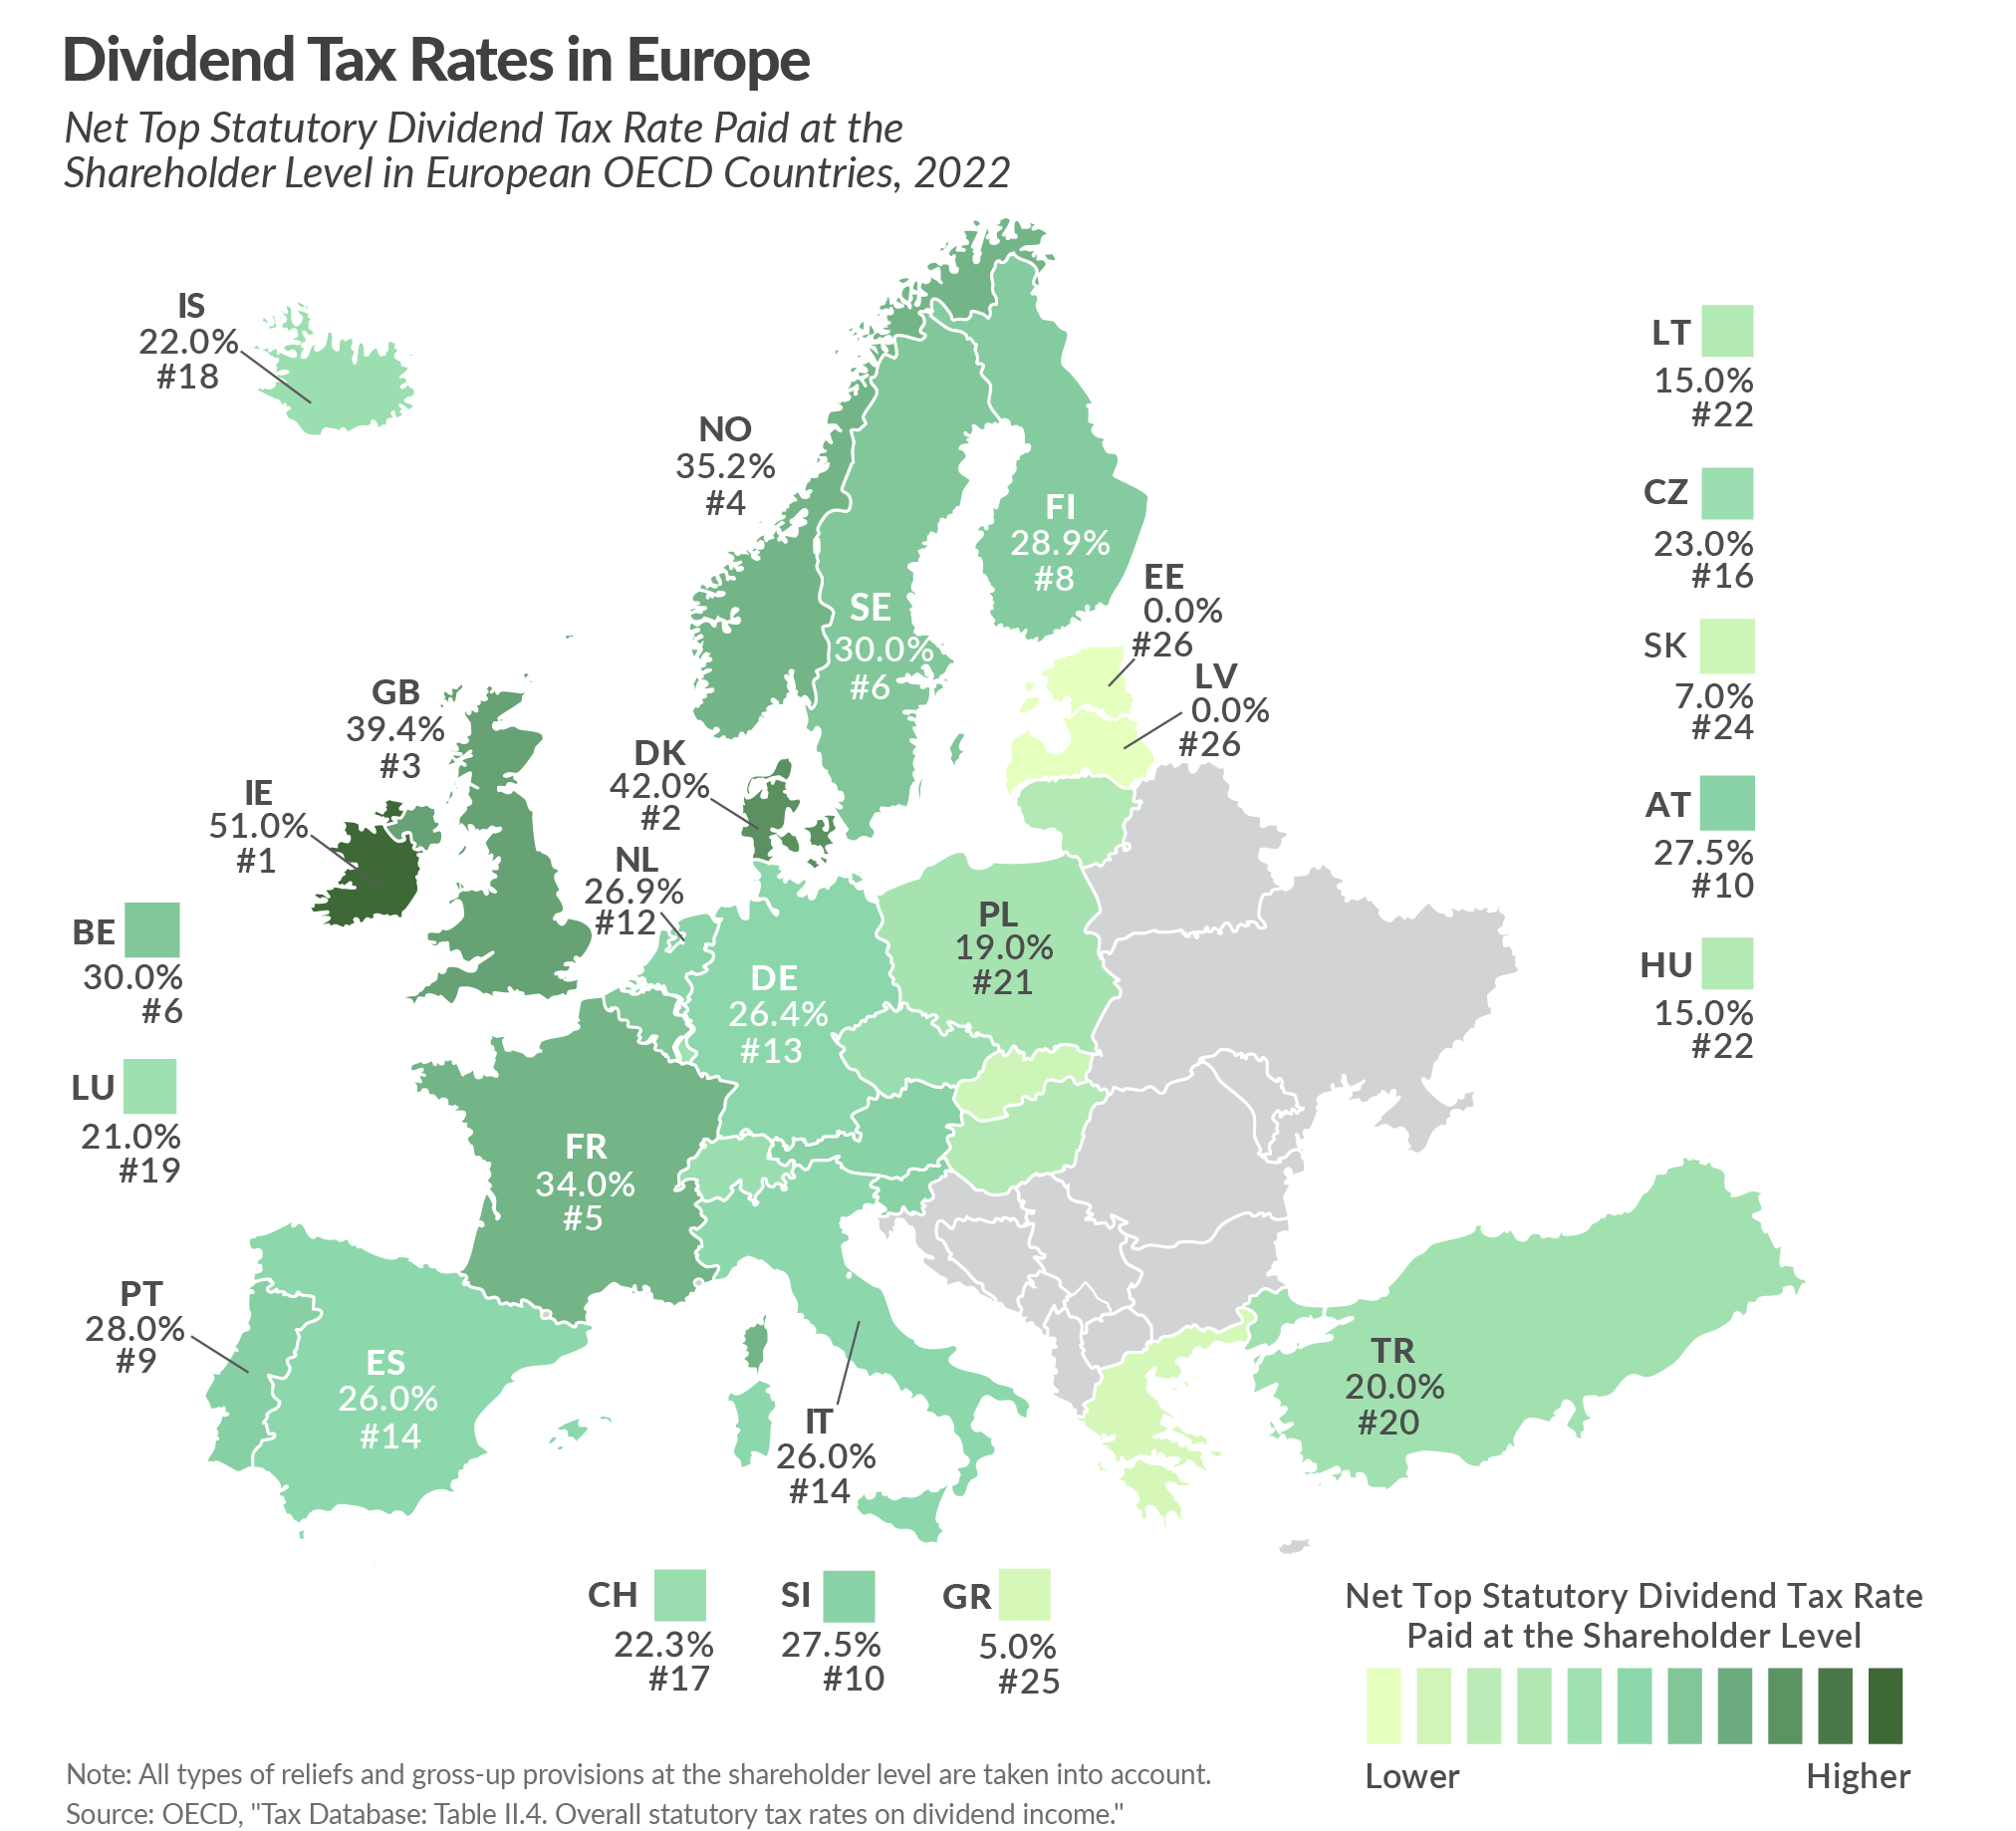 Dividend Tax Rates in Europe
Net Top Statutory Dividend Tax Rate Paid at the
Shareholder Level in European OECD Countries, 2022
IS
22.0%
#18
NO
35.2%
#4
FI
28.9%
#8
SE
30.0%
#6
EE
0.0%
#26
LV
0.0%
#26
GB
39.4%
#3
IE
51.0%
#1
DK
42.0%
#2
NL
26.9%
#12
BE
30.0%
#6
LU
21.0%
#19
DE
26.4%
#13
PL
19.0%
#21
FR
34.0%
#5
PT
28.0%
#9
ES
26.0%
#14
IT
26.0%
#14
TR
20.0%
#20
LT
15.0%
#22
CZ
23.0%
#16
SK
7.0%
#24
AT
27.5%
#10
HU
15.0%
#22
CH
22.3%
#17
SI
27.5%
#10
GR
5.0%
#25
Net Top Statutory Dividend Tax Rate
Paid at the Shareholder Level
Lower
Higher
Note: All types of reliefs and gross-up provisions at the shareholder level are taken into account.
Source: OECD, "Tax Database: Table II.4. Overall statutory tax rates on dividend income."